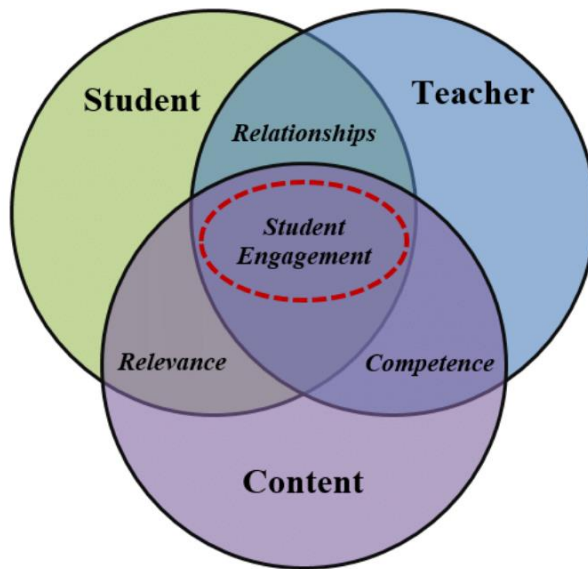 Student
Teacher
Relationships
Student
Engagement
Relevance
Competence
Content